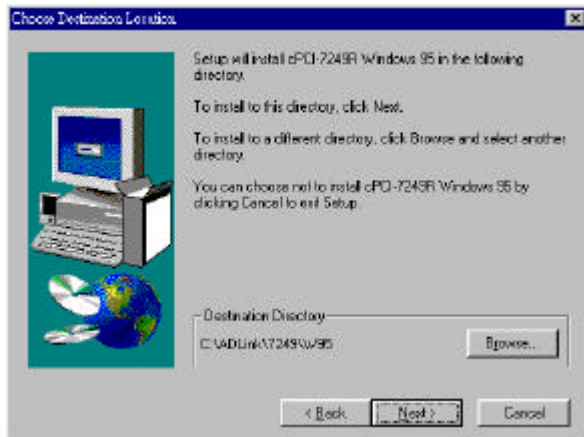 Choose Destination Location
Setup will install cPCI-7249R Windows 95 in the following
directory.
To install to this directory, click Next.
To install to a different directory, click Browse and select another
directory.
You can choose not to install cPCI-7249R Windows 95 by
clicking Cancel to exit Setup.
Destination Directory
C:\ADLink\7249\W95
Browse...
< Back
Next >
Cancel